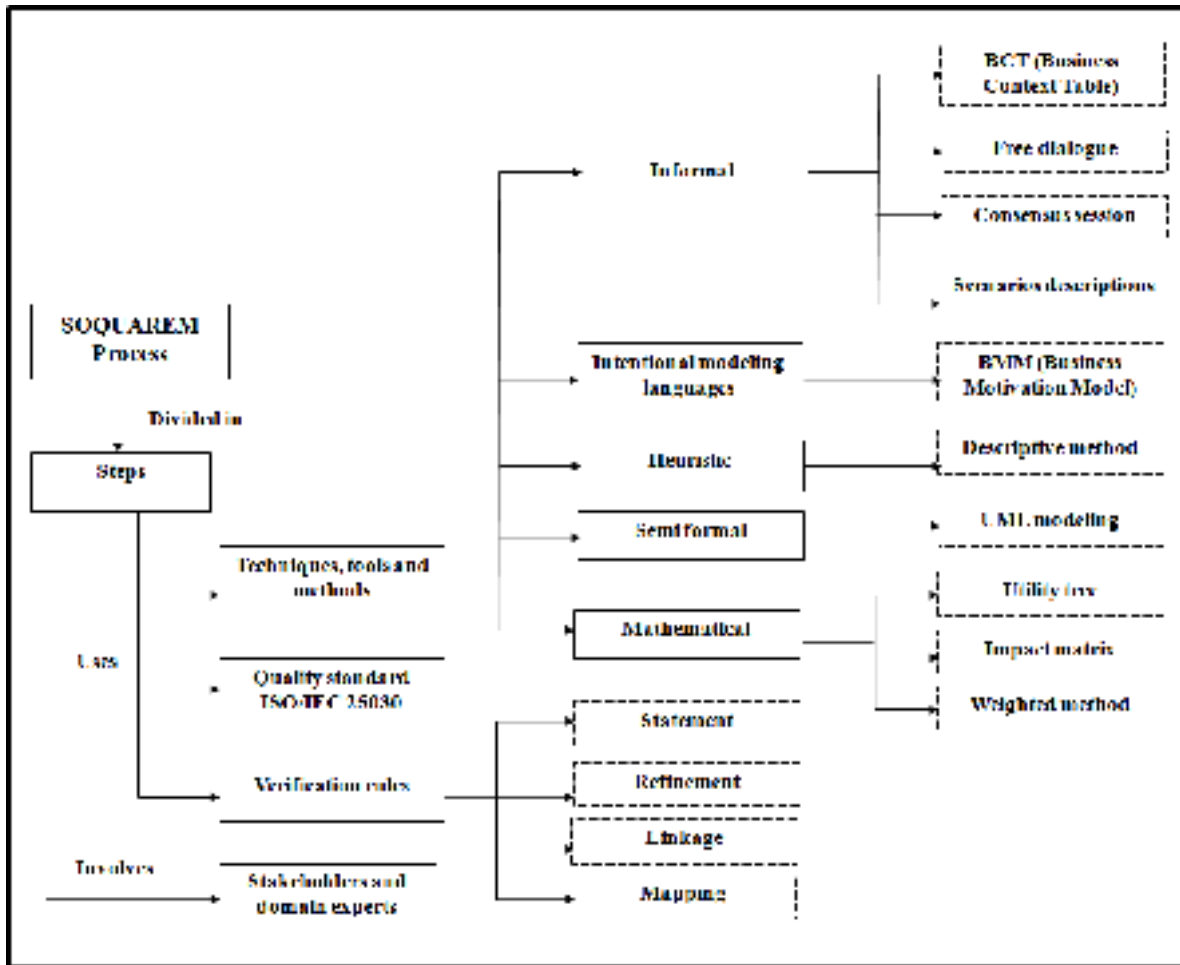 BCT (Business
Context Table)
Free dialogue
Informal
Consensus session
Scenarios descriptions
SOQUAREM
Process
Intentional modeling
languages
BMM (Business
Motivation Model)
Divided in
Steps
Heuristic
Descriptive method
Semi formal
UML modeling
Techniques, tools and
methods
Utility tree
Mathematical
Uses
Impact matrix
Quality standard
ISO/IEC 25030
Weighted method
Statement
Verification rules
Refinement
Linkage
Involves
Stakeholders and
domain experts
Mapping